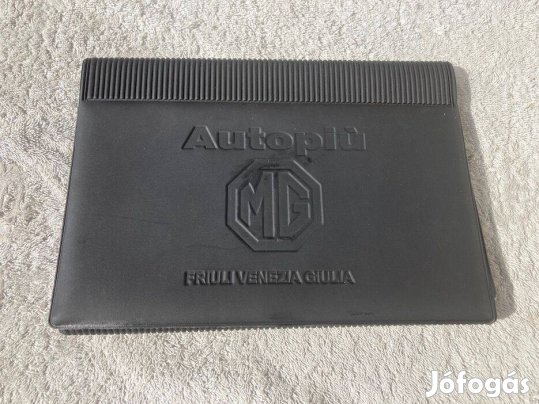 Autopiù
MG
FRIULI VENEZIA GIULIA
Jófogás